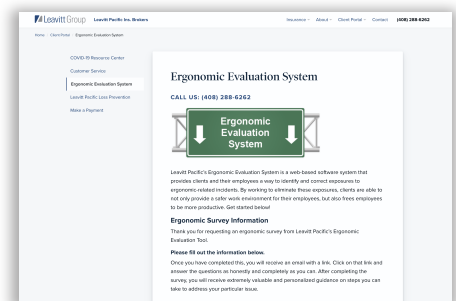 Leavitt Group Leavitt Pacific Ins. Brokers Insurance About Client Portal Contact (408) 288-6262
Home Client Portal Ergonomic Evaluation System
COVID-19 Resource Center
Customer Service
Ergonomic Evaluation System
Leavitt Pacific Loss Prevention
Make a Payment
Ergonomic Evaluation System
CALL US: (408) 288-6262
Ergonomic
Evaluation
System
Leavitt Pacific's Ergonomic Evaluation System is a web-based software system that
provides clients and their employees a way to identify and correct exposures to
ergonomic-related incidents. By working to eliminate these exposures, clients are able to
not only provide a safer work environment for their employees, but also frees employees
to be more productive. Get started below!
Ergonomic Survey Information
Thank you for requesting an ergonomic survey from Leavitt Pacific's Ergonomic
Evaluation Tool.
Please fill out the information below.
Once you have completed this, you will receive an email with a link. Click on that link and
answer the questions as honestly and completely as you can. After completing the
survey, you will receive extremely valuable and personalized guidance on steps you can
take to address your particular issue.